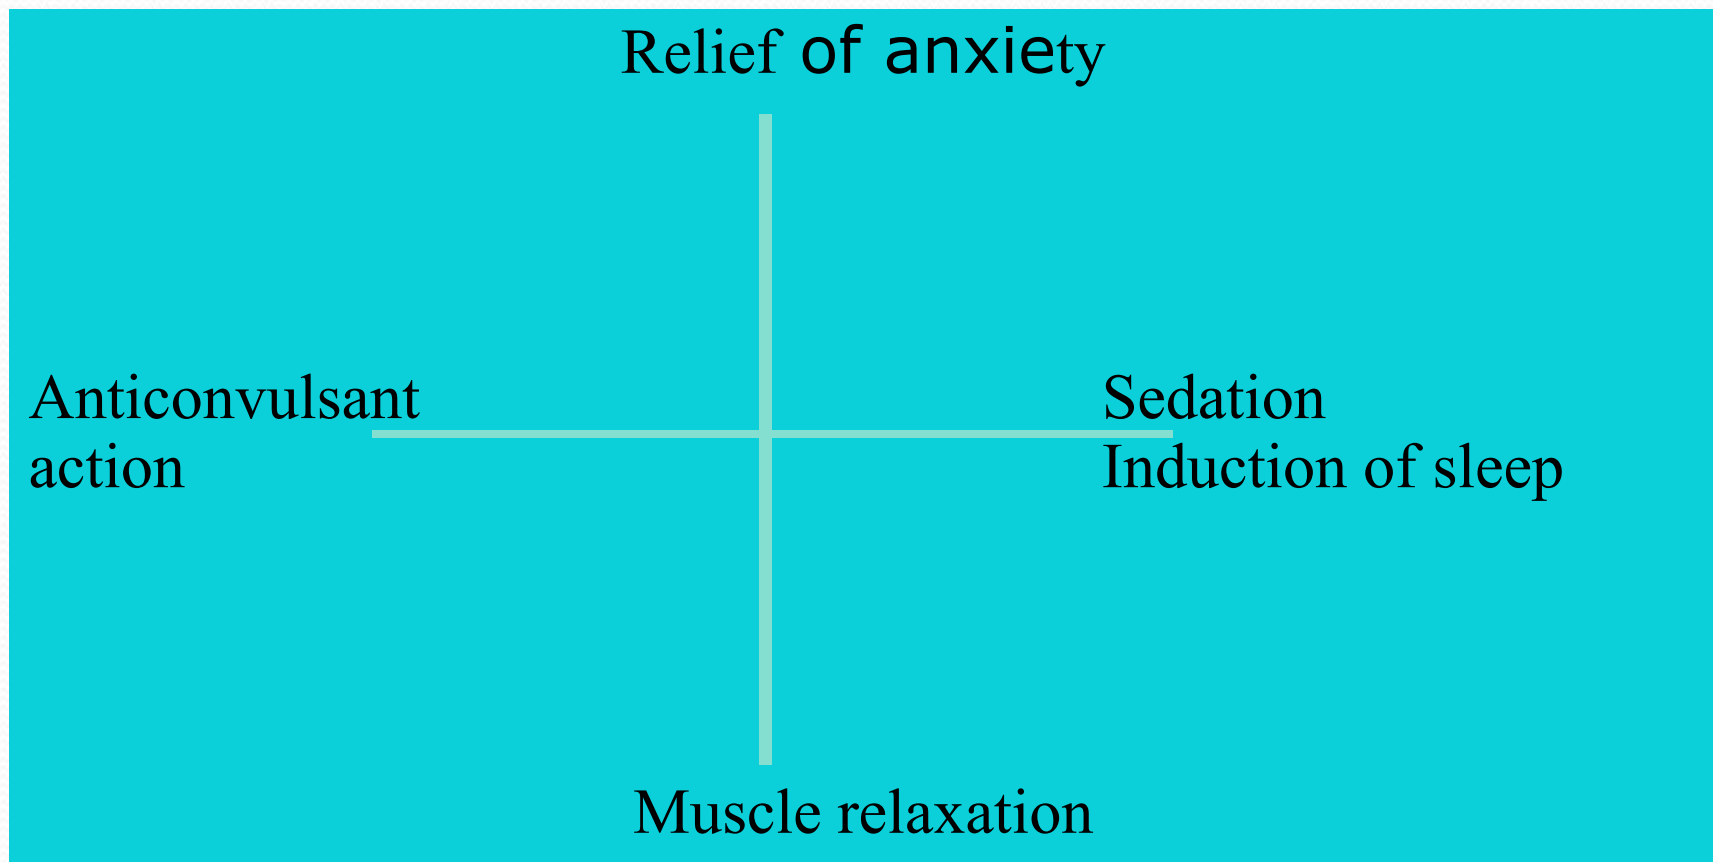 Relief of anxiety
Anticonvulsant
action
Sedation
Induction of sleep
Muscle relaxation